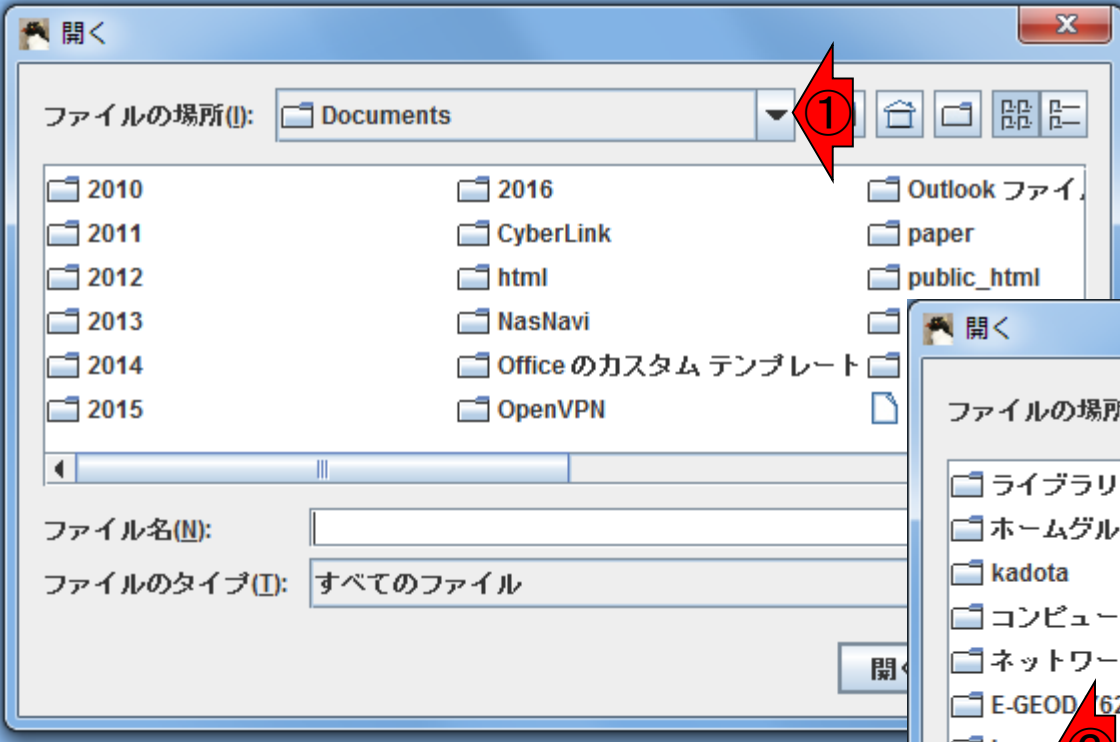 開く
ファイルの場所(I):
Documents
①
2010
2011
2012
2013
2014
2015
2016
CyberLink
html
NasNavi
Office のカスタム テンプレート
OpenVPN
Outlook ファイ
paper
public_html
ファイル名(N):
ファイルのタイプ(T):
すべてのファイル
開
開く
ファイルの場所
ライブラリ
ホームグル
kadota
コンピュー
ネットワー
E-GEOD